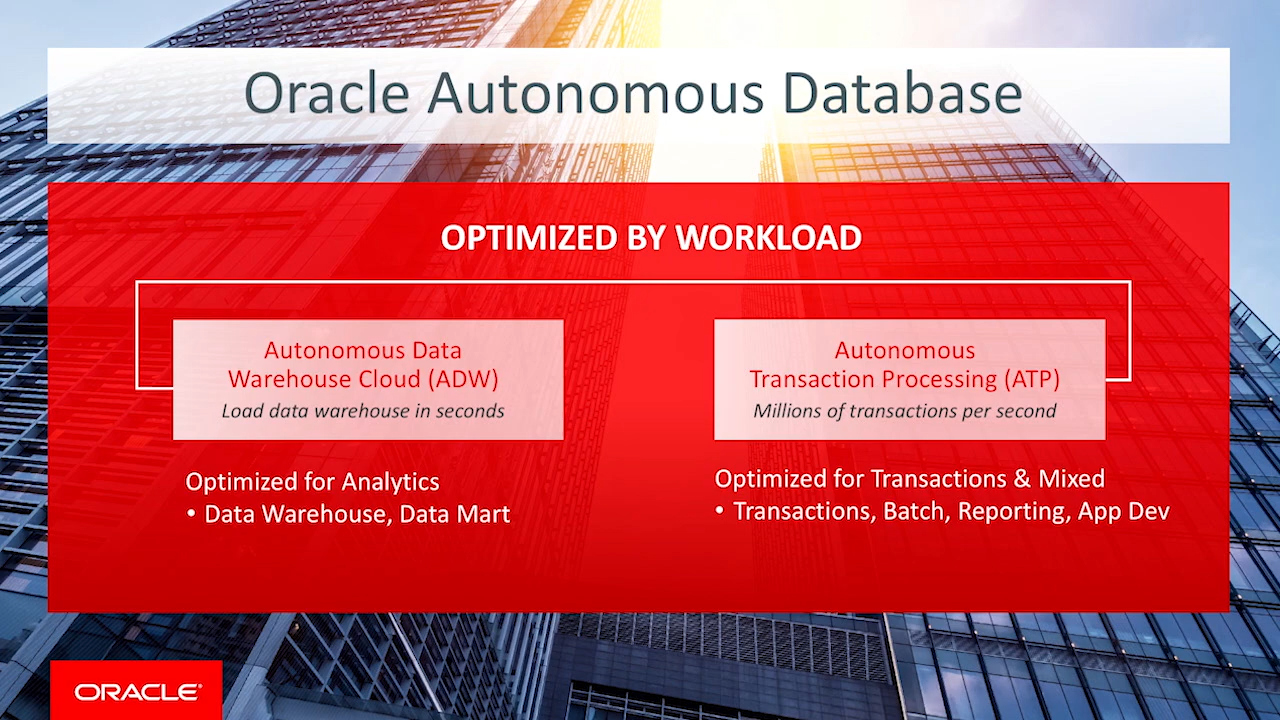 Oracle Autonomous Database
OPTIMIZED BY WORKLOAD
Autonomous Data
Warehouse Cloud (ADW)
Load data warehouse in seconds
Optimized for Analytics
• Data Warehouse, Data Mart
Autonomous
Transaction Processing (ATP)
Millions of transactions per second
Optimized for Transactions & Mixed
• Transactions, Batch, Reporting, App Dev
ORACLE®